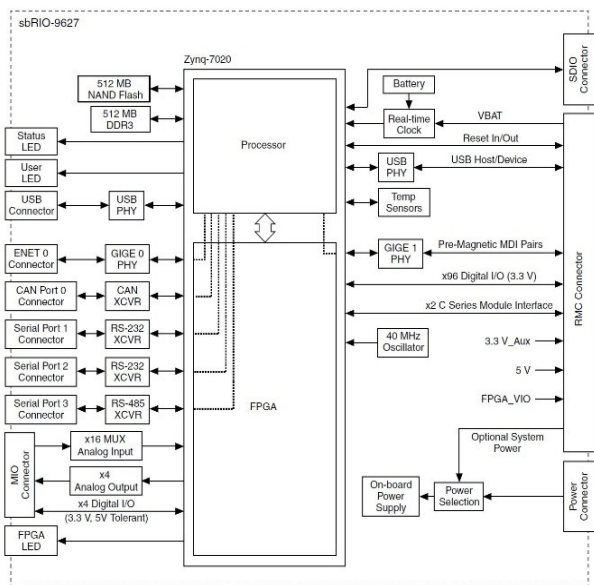 sbRIO-9627
Zynq-7020
512 MB
NAND Flash
512 MB
DDR3
Status
LED
User
LED
USB
Connector
USB
PHY
ENET 0
Connector
GIGE 0
PHY
CAN Port 0
Connector
CAN
XCVR
Serial Port 1
Connector
RS-232
XCVR
Serial Port 2
Connector
RS-232
XCVR
Serial Port 3
Connector
RS-485
XCVR
MIO
Connector
x16 MUX
Analog Input
x4
Analog Output
x4 Digital I/O
(3.3 V, 5V Tolerant)
FPGA
LED
Processor
FPGA
Battery
Real-time
Clock
VBAT
Reset In/Out
USB
PHY
USB Host/Device
Temp
Sensors
GIGE 1
PHY
Pre-Magnetic MDI Pairs
x96 Digital I/O (3.3 V)
x2 C Series Module Interface
40 MHz
Oscillator
3.3 V_Aux
5 V
FPGA_VIO
Optional System
Power
On-board
Power
Supply
Power
Selection
SDIO
Connector
RMC Connector
Power
Connector